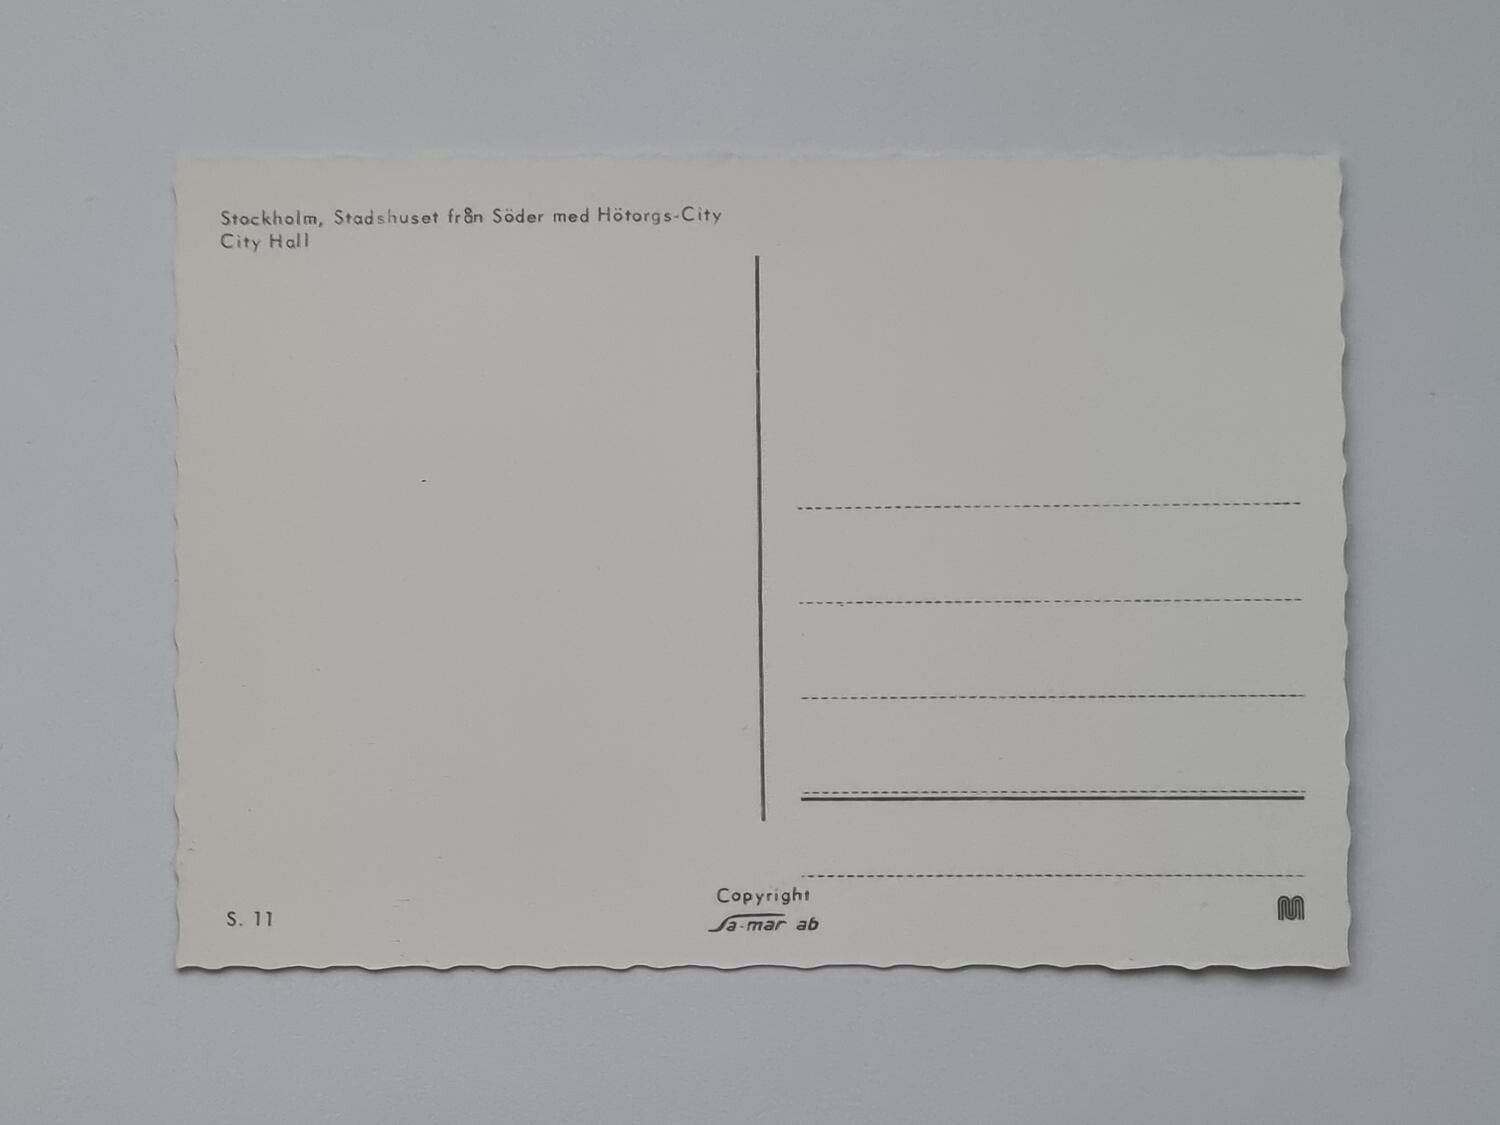 Stockholm, Stadshuset från Söder med Hötorgs-City
City Hall
S. 11
Copyright
Sa-mar ab
M